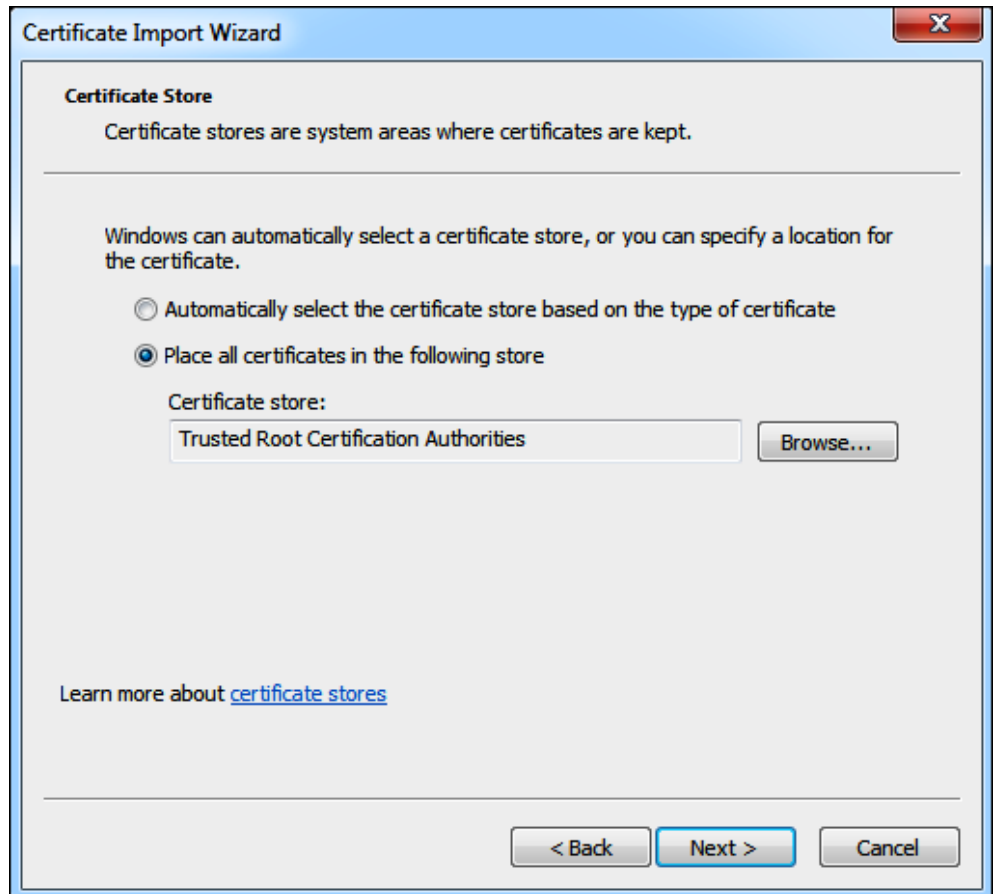 Certificate Import Wizard
Certificate Store
Certificate stores are system areas where certificates are kept.
Windows can automatically select a certificate store, or you can specify a location for
the certificate.
Automatically select the certificate store based on the type of certificate
Place all certificates in the following store
Certificate store:
Trusted Root Certification Authorities
Browse...
Learn more about certificate stores
< Back
Next >
Cancel